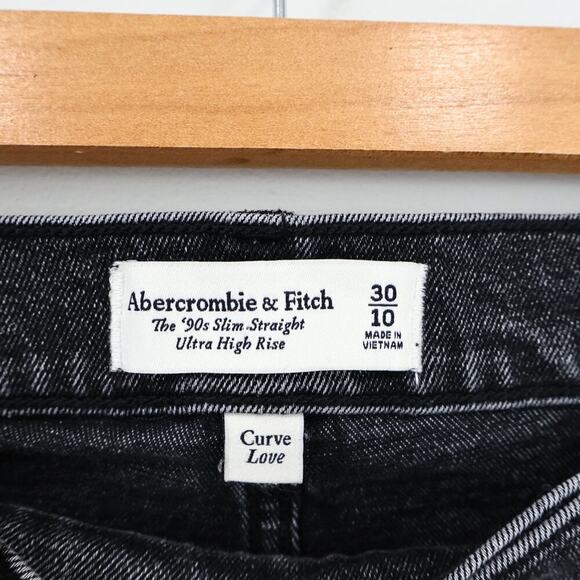 Abercrombie & Fitch
The ‘90s Slim Straight
Ultra High Rise
30
10
MADE IN
VIETNAM
Curve
Love